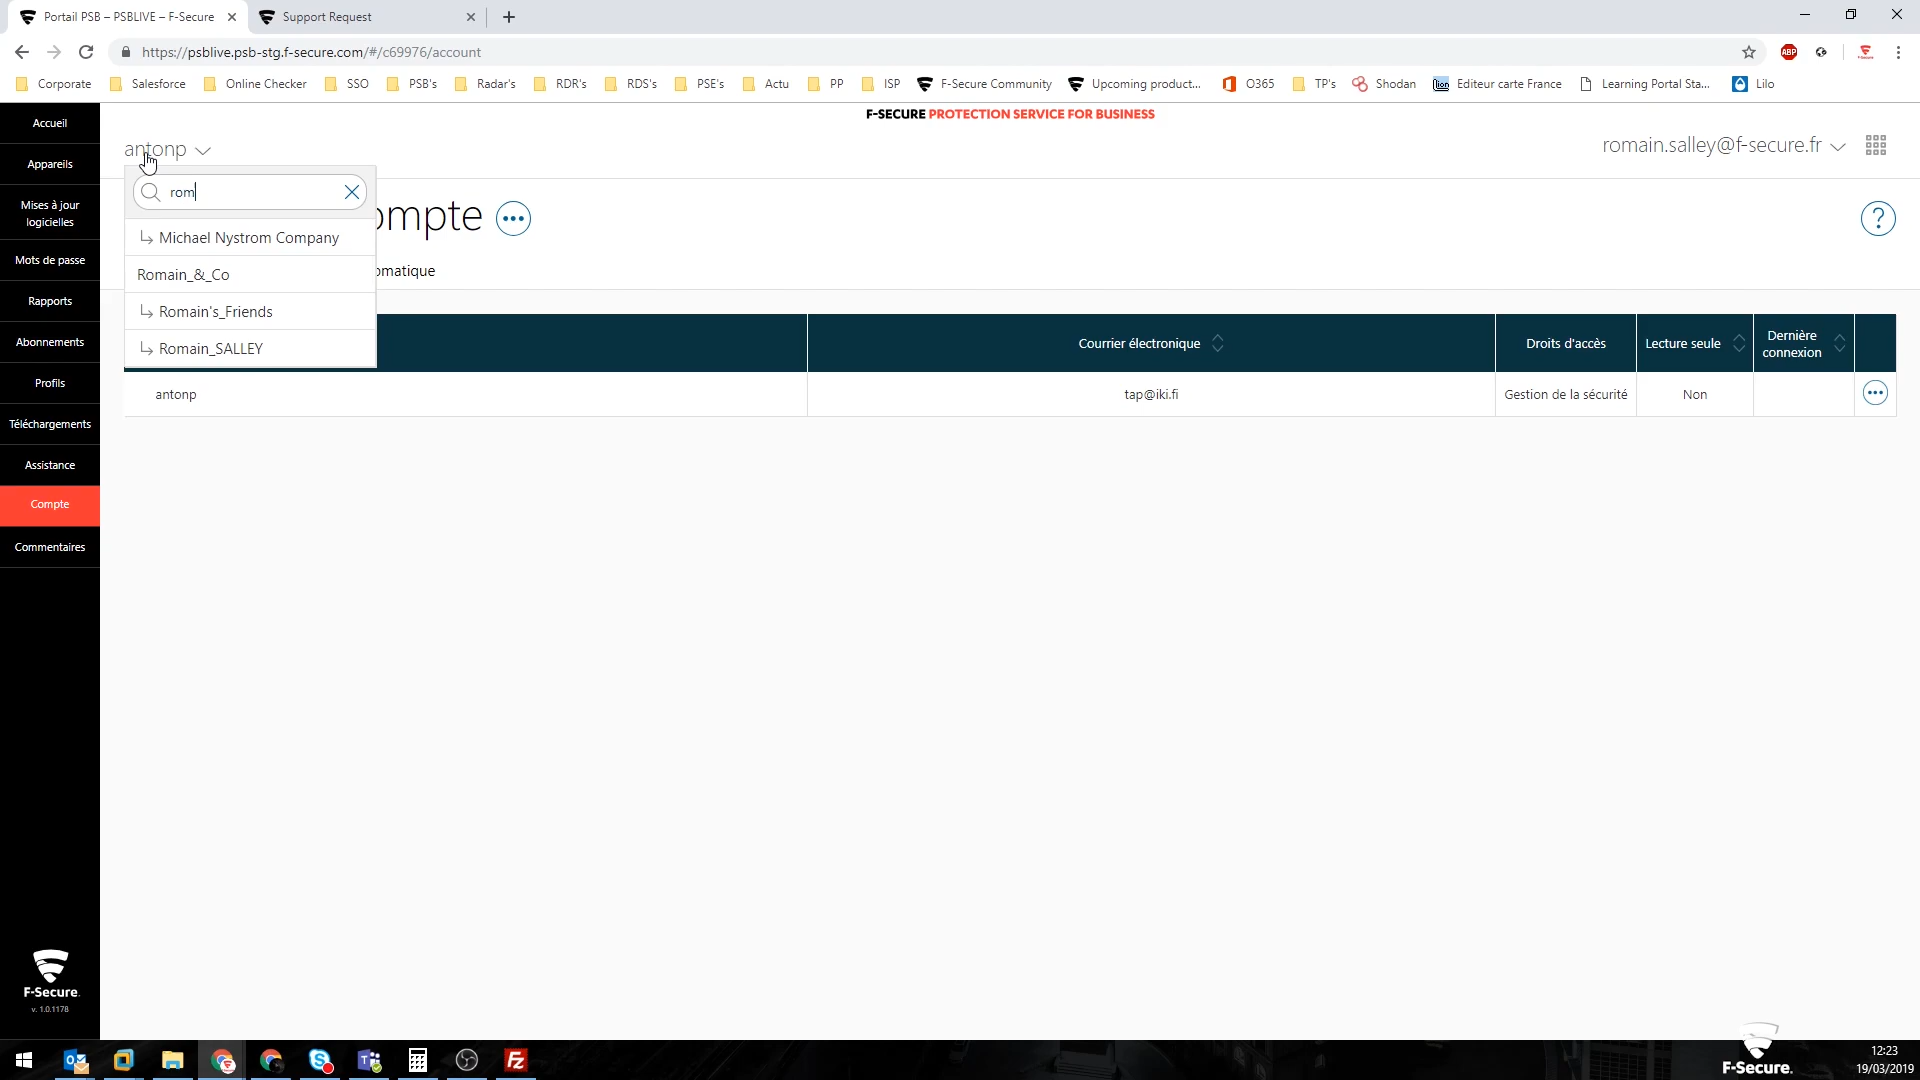 Portail PSB – PSBLIVE – F-Secure
Support Request
https://psblive.psb-stg.f-secure.com/#/c69976/account
ABP
Corporate
Salesforce
Online Checker
SSO
PSB's
Radar's
RDR's
RDS's
PSE's
Actu
PP
ISP
F-Secure Community
Upcoming product...
O365
TP's
Shodan
Editeur carte France
Learning Portal Sta...
Lilo
F-SECURE PROTECTION SERVICE FOR BUSINESS
Accueil
Appareils
Mises à jour
logicielles
Mots de passe
Rapports
Abonnements
Profils
Téléchargements
Assistance
Compte
Commentaires
F-Secure.
v. 1.0.1178
antonp
romain.salley@f-secure.fr
rom
Michael Nystrom Company
Romain_&_Co
Romain's_Friends
Romain_SALLEY
ompte
?
omatique
Courrier électronique
Droits d'accès
Lecture seule
Dernière
connexion
antonp
tap@iki.fi
Gestion de la sécurité
Non
F-Secure.
12:23
19/03/2019